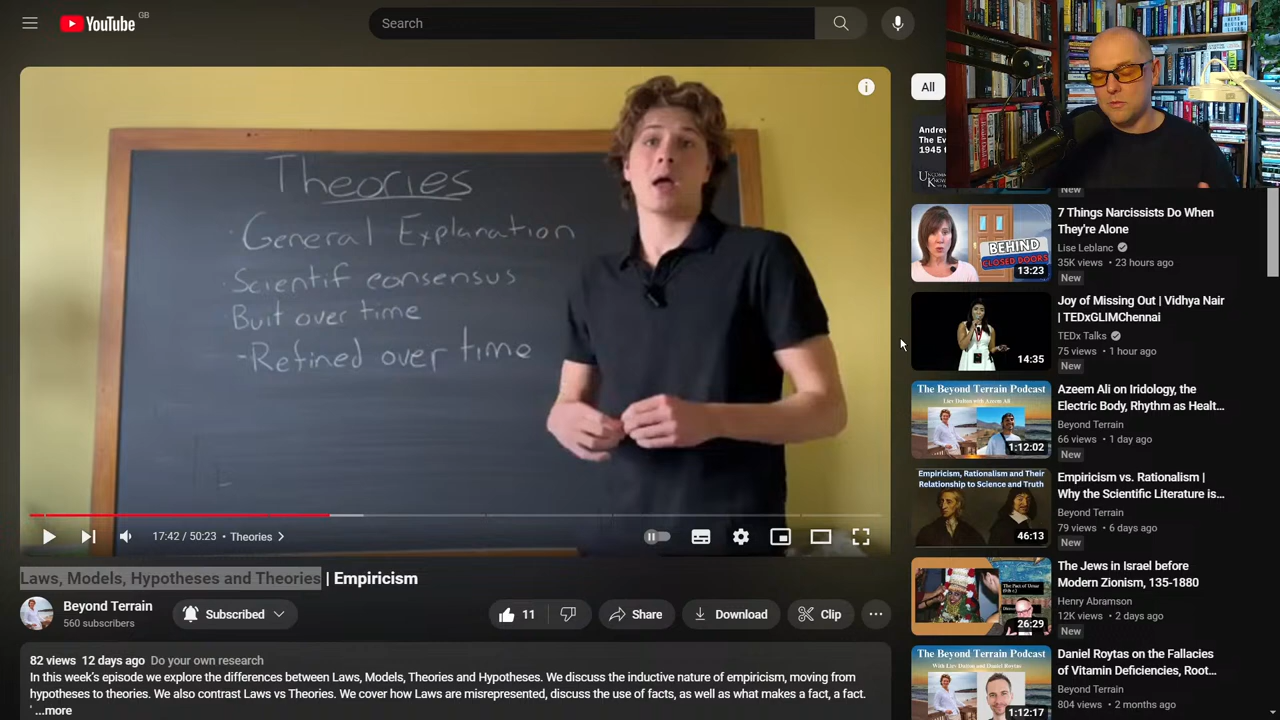 YouTube GB
Search
Theories
· General Explanation
· Scientif consensus
Buit over time
-Refined over time
17:42 / 50:23 • Theories
Laws, Models, Hypotheses and Theories | Empiricism
Beyond Terrain
560 subscribers
Subscribed
11
Share
Download
Clip
82 views 12 days ago Do your own research
In this week's episode we explore the differences between Laws, Models, Theories and Hypotheses. We discuss the inductive nature of empiricism, moving from
hypotheses to theories. We also contrast Laws vs Theories. We cover how Laws are misrepresented, discuss the use of facts, as well as what makes a fact, a fact.
' ...more
All
Andrew
The Ev
1945 t
New
BEHIND
CLOSED DOORS
13:23
7 Things Narcissists Do When
They're Alone
Lise Leblanc
35K views • 23 hours ago
New
14:35
Joy of Missing Out | Vidhya Nair
| TEDxGLIMChennai
TEDx Talks
75 views • 1 hour ago
New
The Beyond Terrain Podcast
1:12:02
Azeem Ali on Iridology, the
Electric Body, Rhythm as Healt...
Beyond Terrain
66 views • 1 day ago
New
Empiricism, Rationalism and Their
Relationship to Science and Truth
46:13
Empiricism vs. Rationalism |
Why the Scientific Literature is...
Beyond Terrain
79 views • 6 days ago
New
26:29
The Jews in Israel before
Modern Zionism, 135-1880
Henry Abramson
12K views • 2 days ago
New
The Beyond Terrain Podcast
With Liev Dalton and Daniel Roytas
1:12:17
Daniel Roytas on the Fallacies
of Vitamin Deficiencies, Root...
Beyond Terrain
804 views • 2 months ago